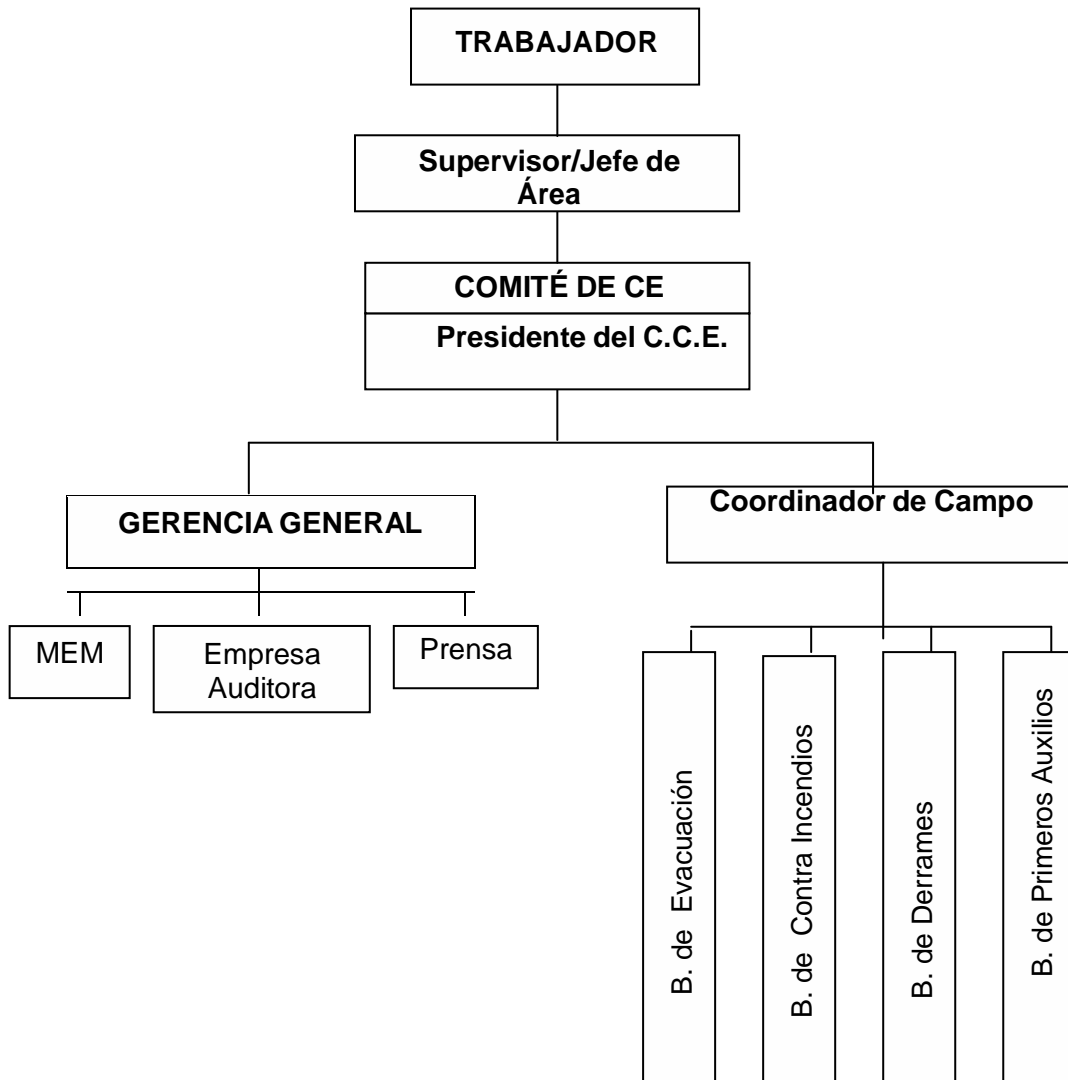 TRABAJADOR
Supervisor/Jefe de
Área
COMITÉ DE CE
Presidente del C.C.E.
GERENCIA GENERAL
Coordinador de Campo
MEM
Empresa
Auditora
Prensa
B. de Evacuación
B. de Contra Incendios
B. de Derrames
B. de Primeros Auxilios